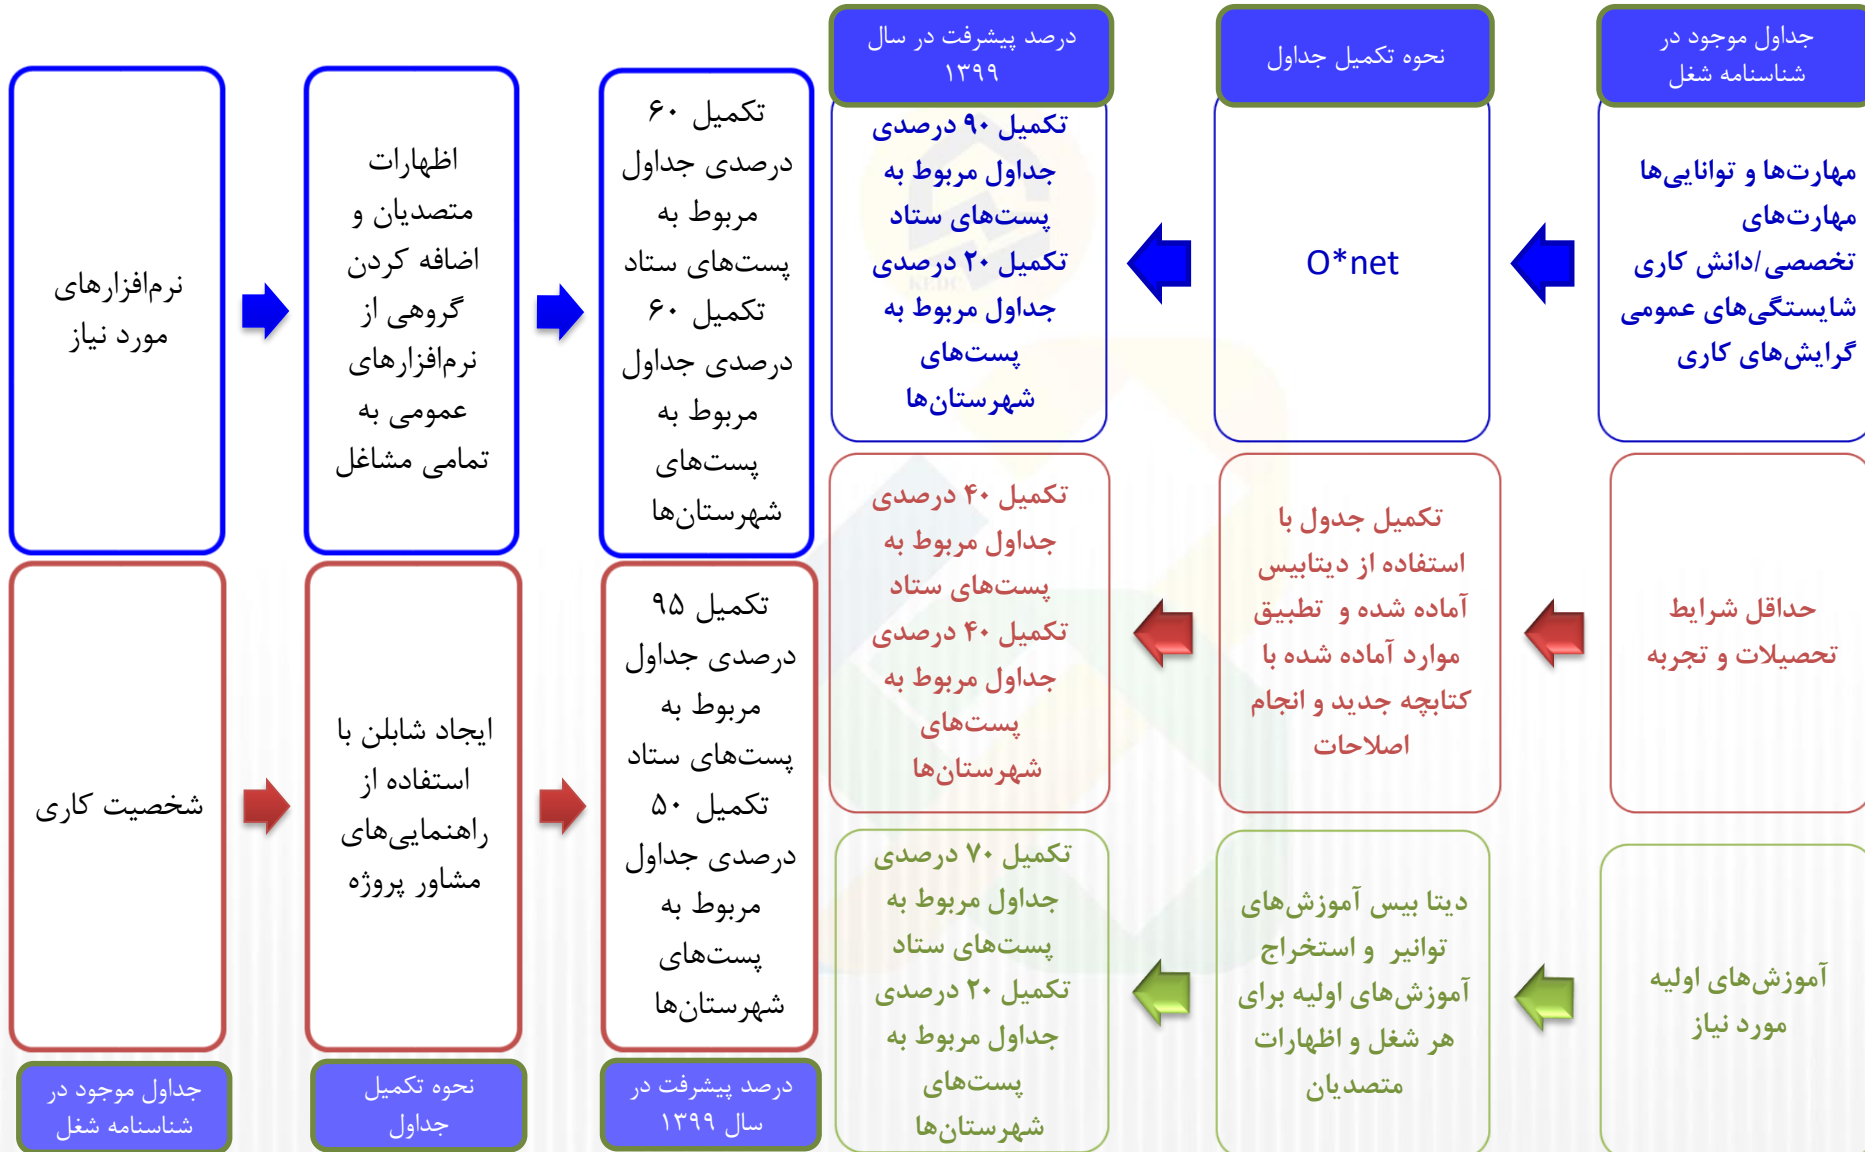 جداول موجود در
شناسنامه شغل
نحوه تکمیل جداول
درصد پیشرفت در سال
۱۳۹۹
مهارت‌ها و توانایی‌ها
مهارت‌های
تخصصی/دانش کاری
شایستگی‌های عمومی
گرایش‌های کاری
O*net
تکمیل ۹۰ درصدی
جداول مربوط به
پست‌های ستاد
تکمیل ۲۰ درصدی
جداول مربوط به
پست‌های
شهرستان‌ها
حداقل شرایط
تحصیلات و تجربه
تکمیل جدول با
استفاده از دیتابیس
آماده شده و تطبیق
موارد آماده شده با
کتابچه جدید و انجام
اصلاحات
تکمیل ۴۰ درصدی
جداول مربوط به
پست‌های ستاد
تکمیل ۴۰ درصدی
جداول مربوط به
پست‌های
شهرستان‌ها
آموزش‌های اولیه
مورد نیاز
دیتا بیس آموزش‌های
توانیر و استخراج
آموزش‌های اولیه برای
هر شغل و اظهارات
متصدیان
تکمیل ۷۰ درصدی
جداول مربوط به
پست‌های ستاد
تکمیل ۲۰ درصدی
جداول مربوط به
پست‌های
شهرستان‌ها
نرم‌افزارهای
مورد نیاز
اظهارات
متصدیان و
اضافه کردن
گروهی از
نرم‌افزارهای
عمومی به
تمامی مشاغل
تکمیل ۶۰
درصدی جداول
مربوط به
پست‌های ستاد
تکمیل ۶۰
درصدی جداول
مربوط به
پست‌های
شهرستان‌ها
شخصیت کاری
ایجاد شابلن با
استفاده از
راهنمایی‌های
مشاور پروژه
تکمیل ۹۵
درصدی جداول
مربوط به
پست‌های ستاد
تکمیل ۵۰
درصدی جداول
مربوط به
پست‌های
شهرستان‌ها
جداول موجود در
شناسنامه شغل
نحوه تکمیل
جداول
درصد پیشرفت در
سال ۱۳۹۹